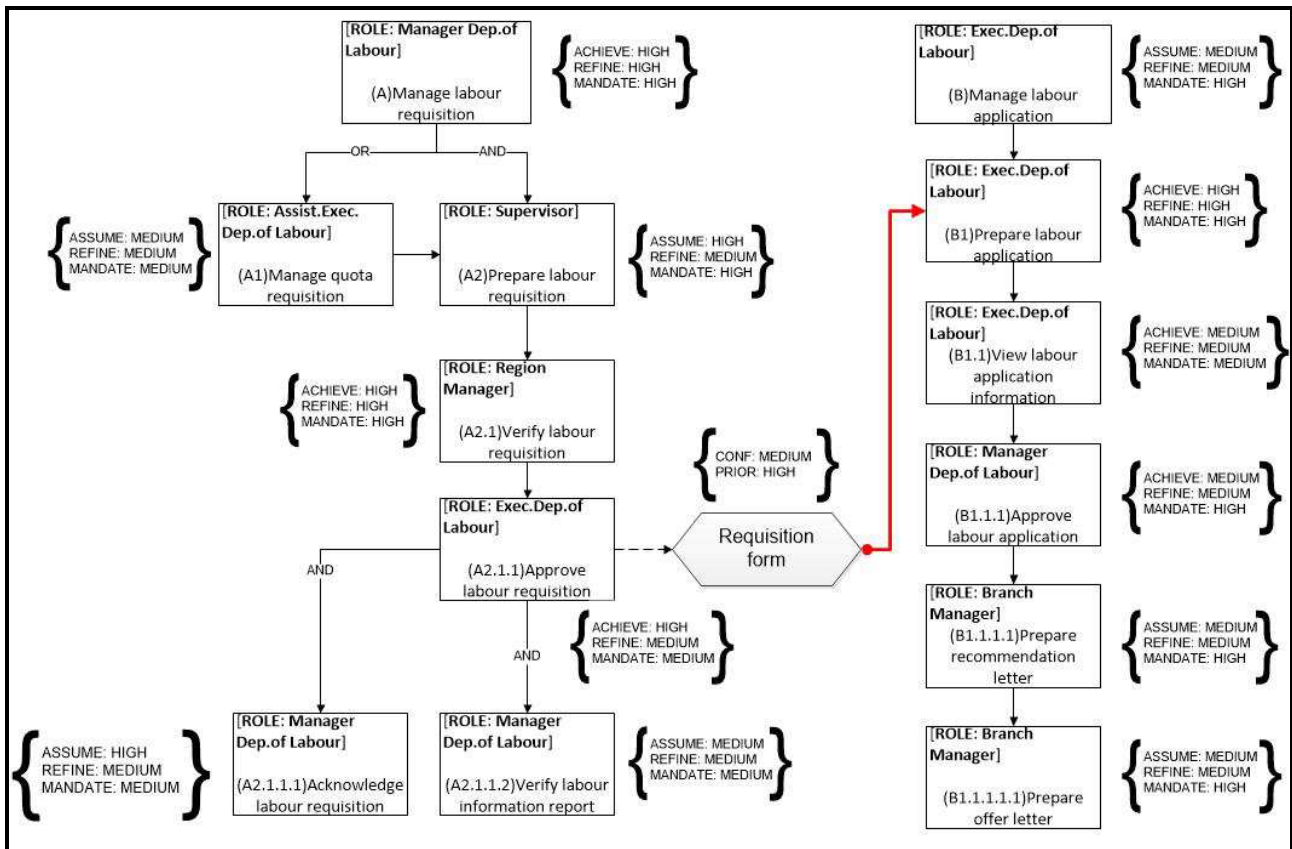 [ROLE: Manager Dep.of
Labour]
(A)Manage labour
requisition
ACHIEVE: HIGH
REFINE: HIGH
MANDATE: HIGH
OR
AND
[ROLE: Assist.Exec.
Dep.of Labour]
(A1)Manage quota
requisition
ASSUME: MEDIUM
REFINE: MEDIUM
MANDATE: MEDIUM
[ROLE: Supervisor]
(A2)Prepare labour
requisition
ASSUME: HIGH
REFINE: MEDIUM
MANDATE: HIGH
[ROLE: Region
Manager]
(A2.1)Verify labour
requisition
ACHIEVE: HIGH
REFINE: HIGH
MANDATE: HIGH
[ROLE: Exec.Dep.of
Labour]
(A2.1.1)Approve
labour requisition
ACHIEVE: HIGH
REFINE: MEDIUM
MANDATE: MEDIUM
AND
AND
[ROLE: Manager
Dep.of Labour]
(A2.1.1.1)Acknowledge
labour requisition
ASSUME: HIGH
REFINE: MEDIUM
MANDATE: MEDIUM
[ROLE: Manager
Dep.of Labour]
(A2.1.1.2)Verify labour
information report
ASSUME: MEDIUM
REFINE: MEDIUM
MANDATE: MEDIUM
CONF: MEDIUM
PRIOR: HIGH
Requisition
form
[ROLE: Exec.Dep.of
Labour]
(B)Manage labour
application
ASSUME: MEDIUM
REFINE: MEDIUM
MANDATE: HIGH
[ROLE: Exec.Dep.of
Labour]
(B1)Prepare labour
application
ACHIEVE: HIGH
REFINE: HIGH
MANDATE: HIGH
[ROLE: Exec.Dep.of
Labour]
(B1.1)View labour
application
information
ACHIEVE: MEDIUM
REFINE: MEDIUM
MANDATE: MEDIUM
[ROLE: Manager
Dep.of Labour]
(B1.1.1)Approve
labour application
ACHIEVE: MEDIUM
REFINE: MEDIUM
MANDATE: HIGH
[ROLE: Branch
Manager]
(B1.1.1.1)Prepare
recommendation
letter
ASSUME: MEDIUM
REFINE: MEDIUM
MANDATE: HIGH
[ROLE: Branch
Manager]
(B1.1.1.1.1)Prepare
offer letter
ASSUME: MEDIUM
REFINE: MEDIUM
MANDATE: HIGH